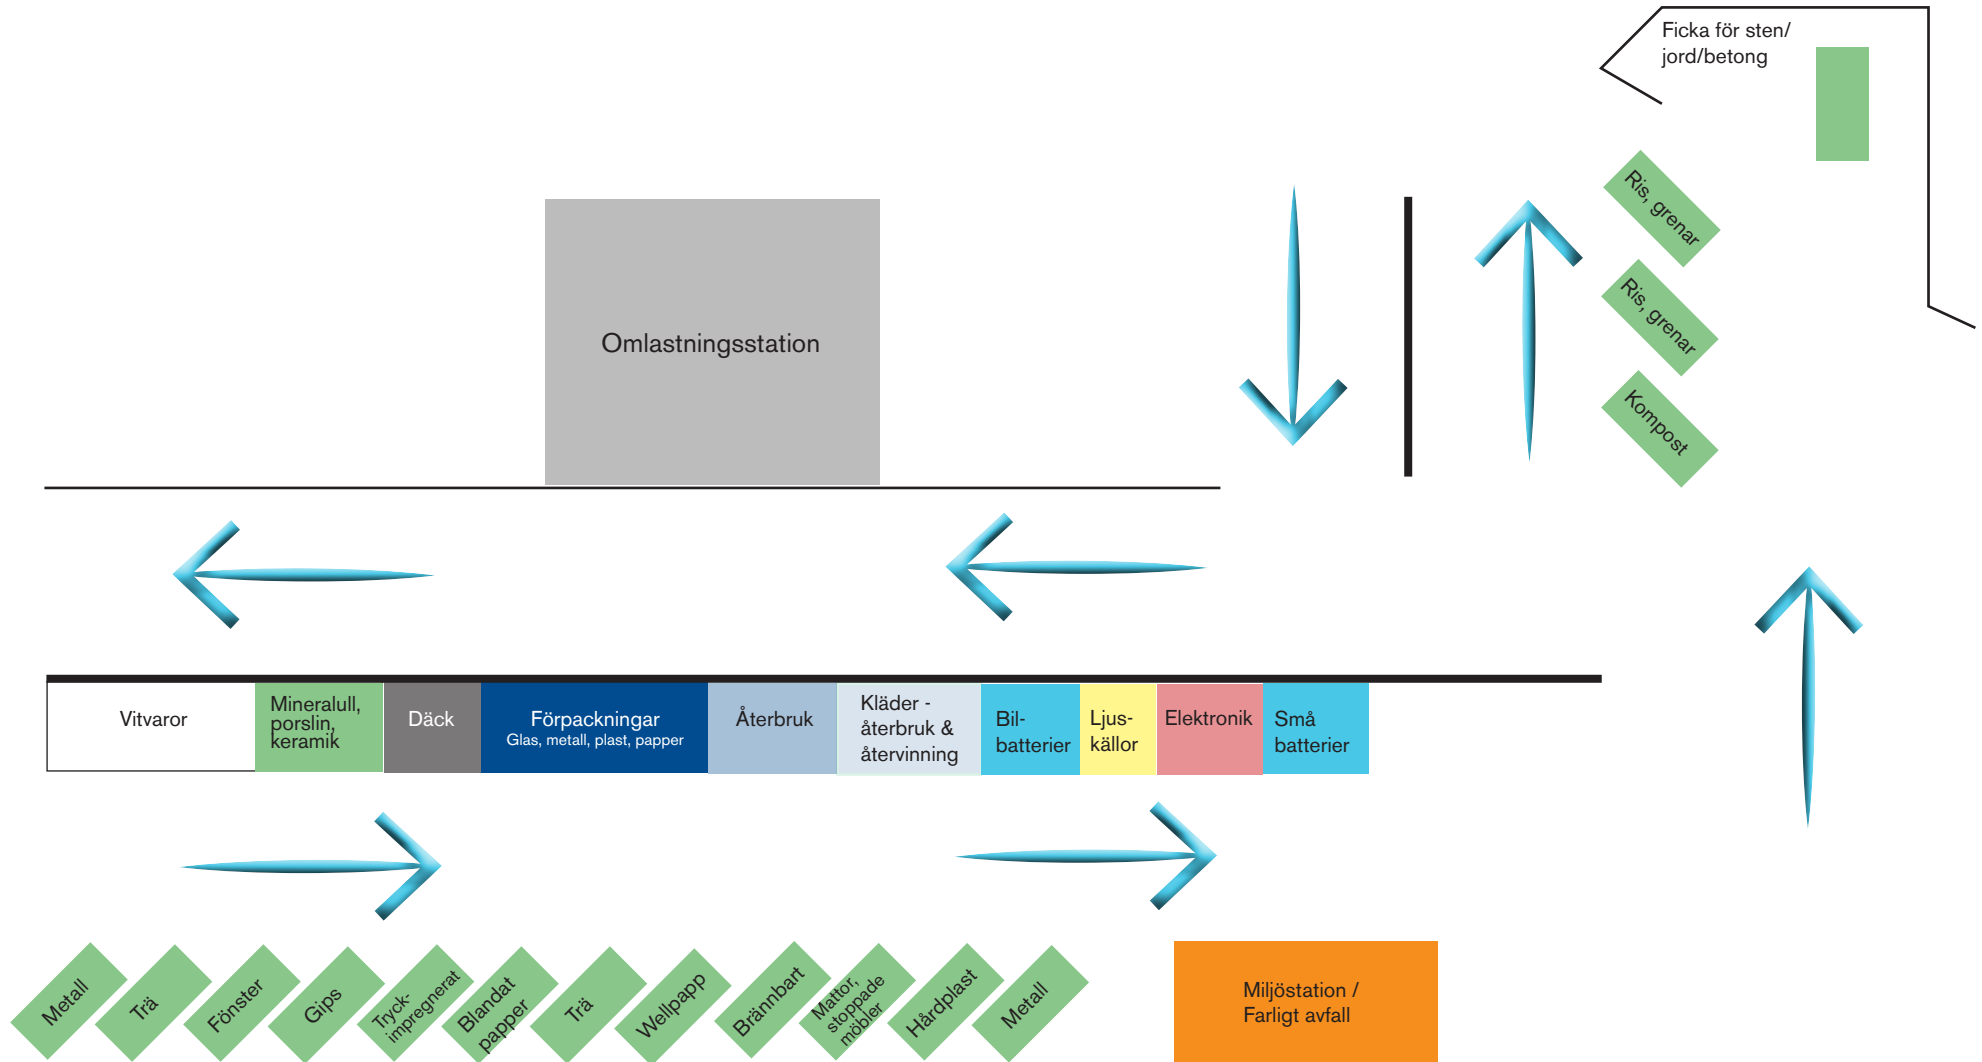 Ficka för sten/
jord/betong
Ris, grenar
Ris, grenar
Kompost
Omlastningsstation
Vitvaror
Mineralull,
porslin,
keramik
Däck
Förpackningar
Glas, metall, plast, papper
Återbruk
Kläder -
återbruk &
återvinning
Bil-
batterier
Ljus-
källor
Elektronik
Små
batterier
Metall
Trä
Fönster
Gips
Tryck-
impregnerat
Blandat
papper
Trä
Wellpapp
Brännbart
Mattor,
stoppade
möbler
Hårdplast
Metall
Miljöstation /
Farligt avfall